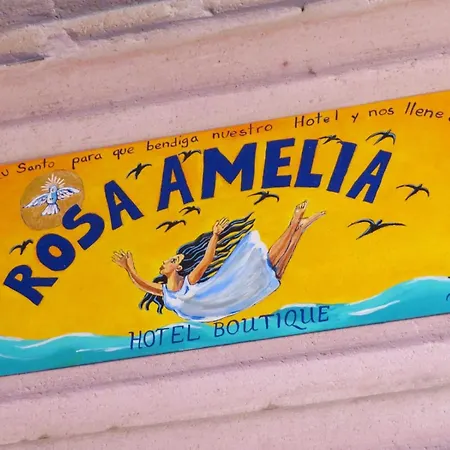 u Santo para que bendiga nuestro Hotel y nos llene
ROSA AMELIA
HOTEL BOUTIQUE